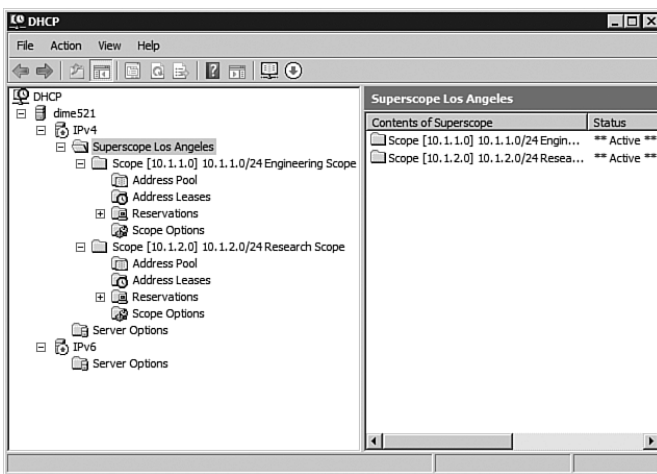 DHCP
File Action View Help
DHCP
dime521
IPv4
Superscope Los Angeles
Scope [10.1.1.0] 10.1.1.0/24 Engineering Scope
Address Pool
Address Leases
Reservations
Scope Options
Scope [10.1.2.0] 10.1.2.0/24 Research Scope
Address Pool
Address Leases
Reservations
Scope Options
Server Options
IPv6
Server Options
Superscope Los Angeles
Contents of Superscope Status
Scope [10.1.1.0] 10.1.1.0/24 Engin... ** Active **
Scope [10.1.2.0] 10.1.2.0/24 Resea... ** Active **